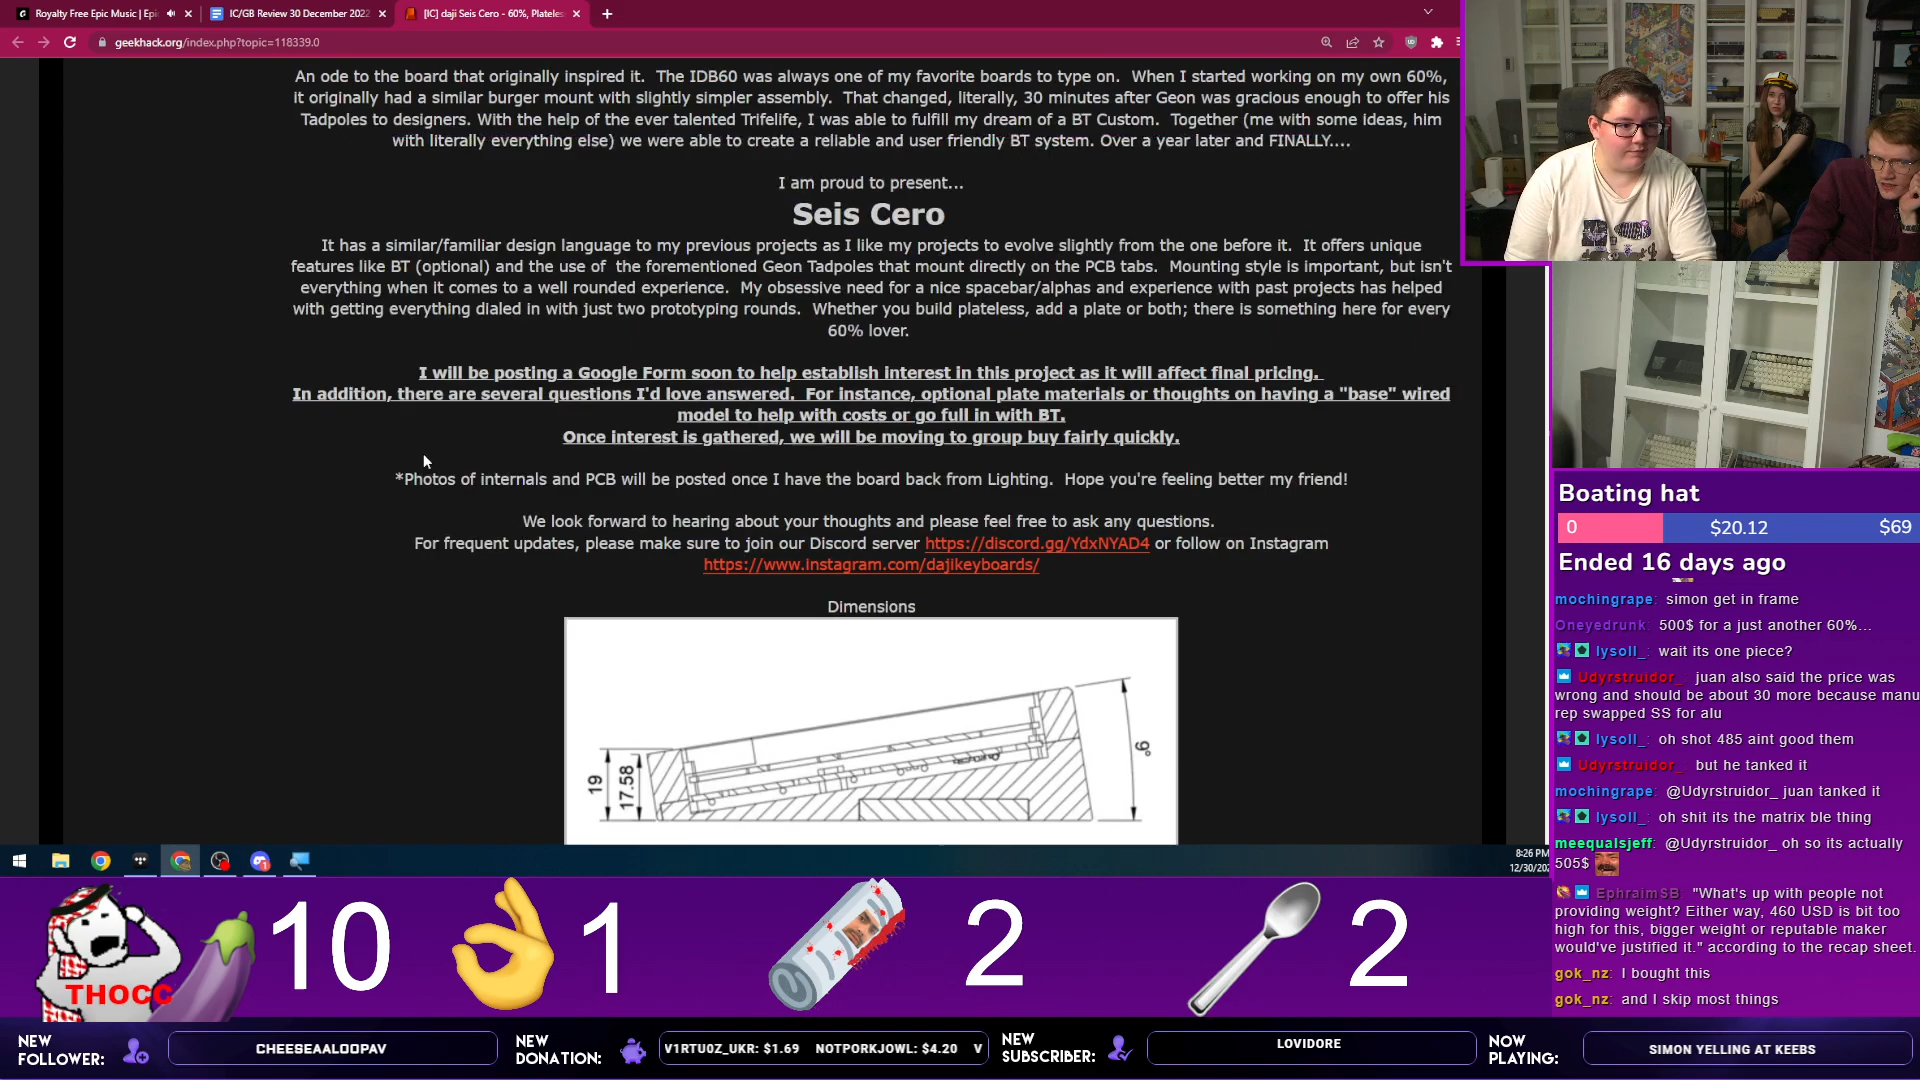 Royalty Free Epic Music | Epi
IC/GB Review 30 December 2022
[IC] daji Seis Cero - 60%, Plateles
geekhack.org/index.php?topic=118339.0
An ode to the board that originally inspired it. The IDB60 was always one of my favorite boards to type on. When I started working on my own 60%,
it originally had a similar burger mount with slightly simpler assembly. That changed, literally, 30 minutes after Geon was gracious enough to offer his
Tadpoles to designers. With the help of the ever talented Trifelife, I was able to fulfill my dream of a BT Custom. Together (me with some ideas, him
with literally everything else) we were able to create a reliable and user friendly BT system. Over a year later and FINALLY....
I am proud to present...
Seis Cero
It has a similar/familiar design language to my previous projects as I like my projects to evolve slightly from the one before it. It offers unique
features like BT (optional) and the use of the forementioned Geon Tadpoles that mount directly on the PCB tabs. Mounting style is important, but isn't
everything when it comes to a well rounded experience. My obsessive need for a nice spacebar/alphas and experience with past projects has helped
with getting everything dialed in with just two prototyping rounds. Whether you build plateless, add a plate or both; there is something here for every
60% lover.
I will be posting a Google Form soon to help establish interest in this project as it will affect final pricing.
In addition, there are several questions I'd love answered. For instance, optional plate materials or thoughts on having a "base" wired
model to help with costs or go full in with BT.
Once interest is gathered, we will be moving to group buy fairly quickly.
*Photos of internals and PCB will be posted once I have the board back from Lighting. Hope you're feeling better my friend!
We look forward to hearing about your thoughts and please feel free to ask any questions.
For frequent updates, please make sure to join our Discord server https://discord.gg/YdxNYAD4 or follow on Instagram
https://www.instagram.com/dajikeyboards/
Dimensions
19
17.58
6°
8:26 PM
12/30/202
Boating hat
0 $20.12 $69
Ended 16 days ago
mochingrape: simon get in frame
Oneyedrunk: 500$ for a just another 60%...
lysoll_: wait its one piece?
Udyrstruidor_: juan also said the price was
wrong and should be about 30 more because manu
rep swapped SS for alu
lysoll_: oh shot 485 aint good them
Udyrstruidor_: but he tanked it
mochingrape: @Udyrstruidor_ juan tanked it
lysoll_: oh shit its the matrix ble thing
meequalsjeff: @Udyrstruidor_ oh so its actually
505$
EphraimSB: "What's up with people not
providing weight? Either way, 460 USD is bit too
high for this, bigger weight or reputable maker
would've justified it." according to the recap sheet.
gok_nz: I bought this
gok_nz: and I skip most things
THOCC
10
1
2
2
NEW
FOLLOWER:
CHEESEAALOOPAV
NEW
DONATION:
V1RTU0Z_UKR: $1.69 NOTPORKJOWL: $4.20 V
NEW
SUBSCRIBER:
LOVIDORE
NOW
PLAYING:
SIMON YELLING AT KEEBS